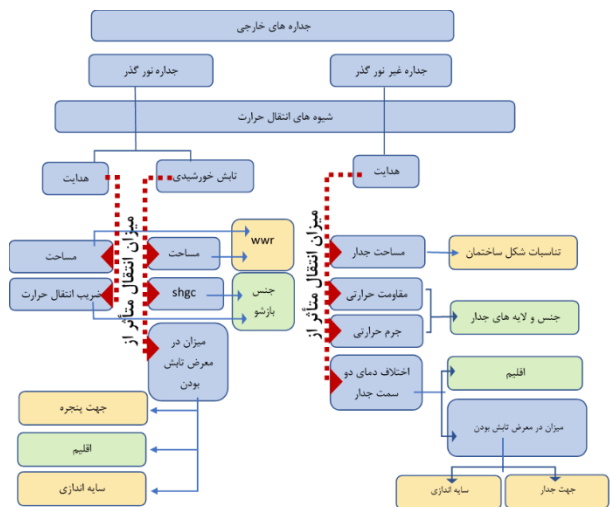 جداره های خارجی
جداره غیر نور گذر
جداره نور گذر
شیوه های انتقال حرارت
هدایت
تابش خورشیدی
هدایت
میزان انتقال متأثر از
مساحت جدار
تناسبات شکل ساختمان
مقاومت حرارتی
جرم حرارتی
جنس و لایه های جدار
اختلاف دمای دو
سمت جدار
اقلیم
میزان در معرض تابش بودن
جهت جدار
سایه اندازی
میزان انتقال متأثر از
مساحت
wwr
shgc
جنس
بازشو
میزان در
معرض تابش
بودن
مساحت
ضریب انتقال حرارت
جهت پنجره
اقلیم
سایه اندازی